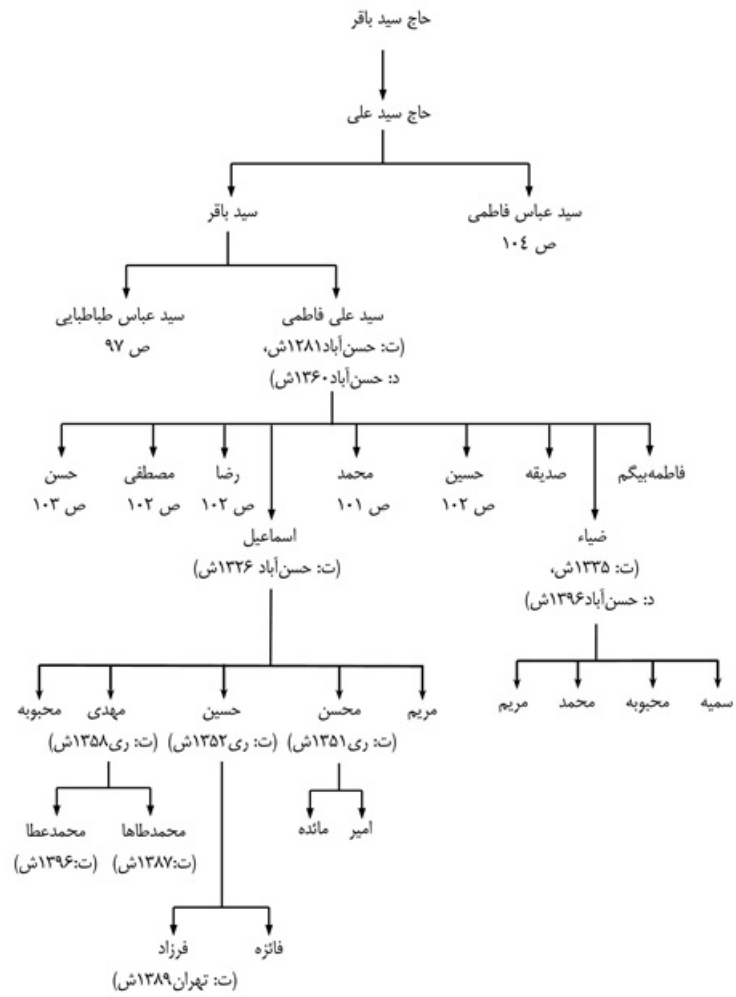 حاج سید باقر
حاج سید علی
سید عباس فاطمی
ص ١٠٤
سید باقر
سید علی فاطمی
(ت: حسن‌آباد۱۲۸۱ش،
د: حسن‌آباد۱۳۶۰ش)
سید عباس طباطبایی
ص ۹۷
فاطمه‌بیگم
صدیقه
حسین
ص ۱۰۲
محمد
ص ۱۰۱
رضا
ص ۱۰۲
مصطفی
ص ۱۰۲
حسن
ص ۱۰۳
ضیاء
(ت: ۱۳۳۵ش،
د: حسن‌آباد۱۳۹۶ش)
اسماعیل
(ت: حسن‌آباد ۱۳۲۶ش)
سمیه
محبوبه
محمد
مریم
مریم
محسن
(ت: ری۱۳۵۱ش)
حسین
(ت: ری۱۳۵۲ش)
مهدی
(ت: ری۱۳۵۸ش)
محبوبه
امیر
مائده
محمدطاها
(ت:۱۳۸۷ش)
محمدعطا
(ت:۱۳۹۶ش)
فائزه
فرزاد
(ت: تهران۱۳۸۹ش)